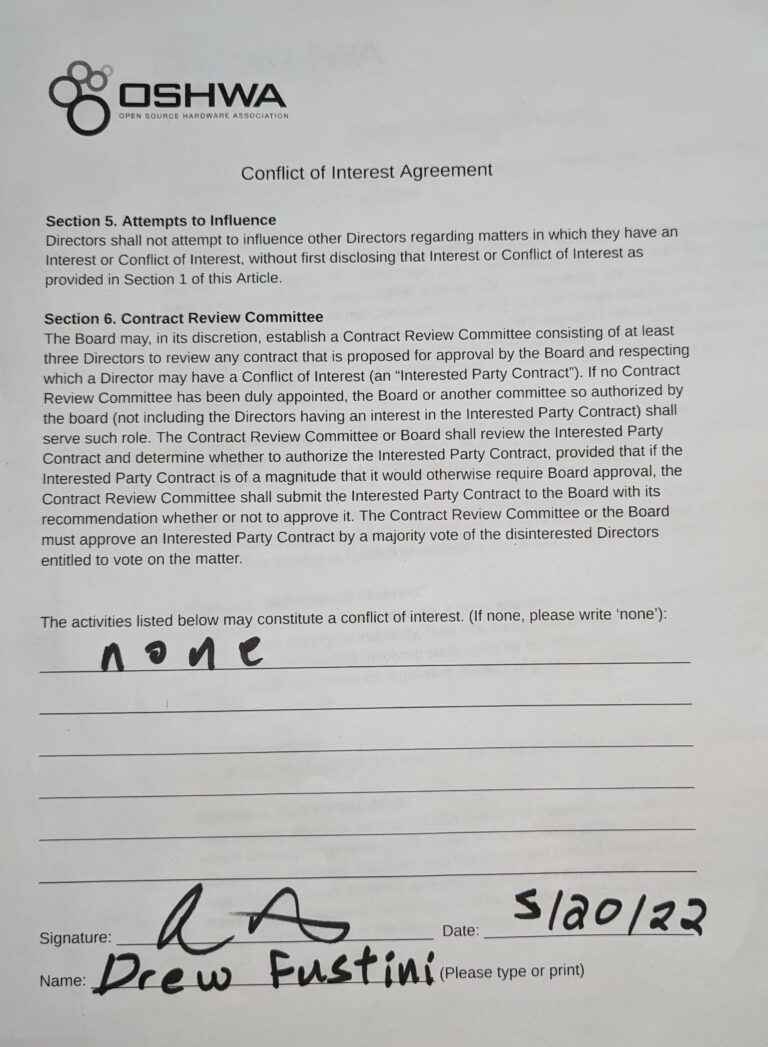 OSHWA
OPEN SOURCE HARDWARE ASSOCIATION
Conflict of Interest Agreement
Section 5. Attempts to Influence
Directors shall not attempt to influence other Directors regarding matters in which they have an
Interest or Conflict of Interest, without first disclosing that Interest or Conflict of Interest as
provided in Section 1 of this Article.
Section 6. Contract Review Committee
The Board may, in its discretion, establish a Contract Review Committee consisting of at least
three Directors to review any contract that is proposed for approval by the Board and respecting
which a Director may have a Conflict of Interest (an “Interested Party Contract”). If no Contract
Review Committee has been duly appointed, the Board or another committee so authorized by
the board (not including the Directors having an interest in the Interested Party Contract) shall
serve such role. The Contract Review Committee or Board shall review the Interested Party
Contract and determine whether to authorize the Interested Party Contract, provided that if the
Interested Party Contract is of a magnitude that it would otherwise require Board approval, the
Contract Review Committee shall submit the Interested Party Contract to the Board with its
recommendation whether or not to approve it. The Contract Review Committee or the Board
must approve an Interested Party Contract by a majority vote of the disinterested Directors
entitled to vote on the matter.
The activities listed below may constitute a conflict of interest. (If none, please write ‘none’):
none
Signature: Date: 5/20/22
Name: Drew Fustini (Please type or print)